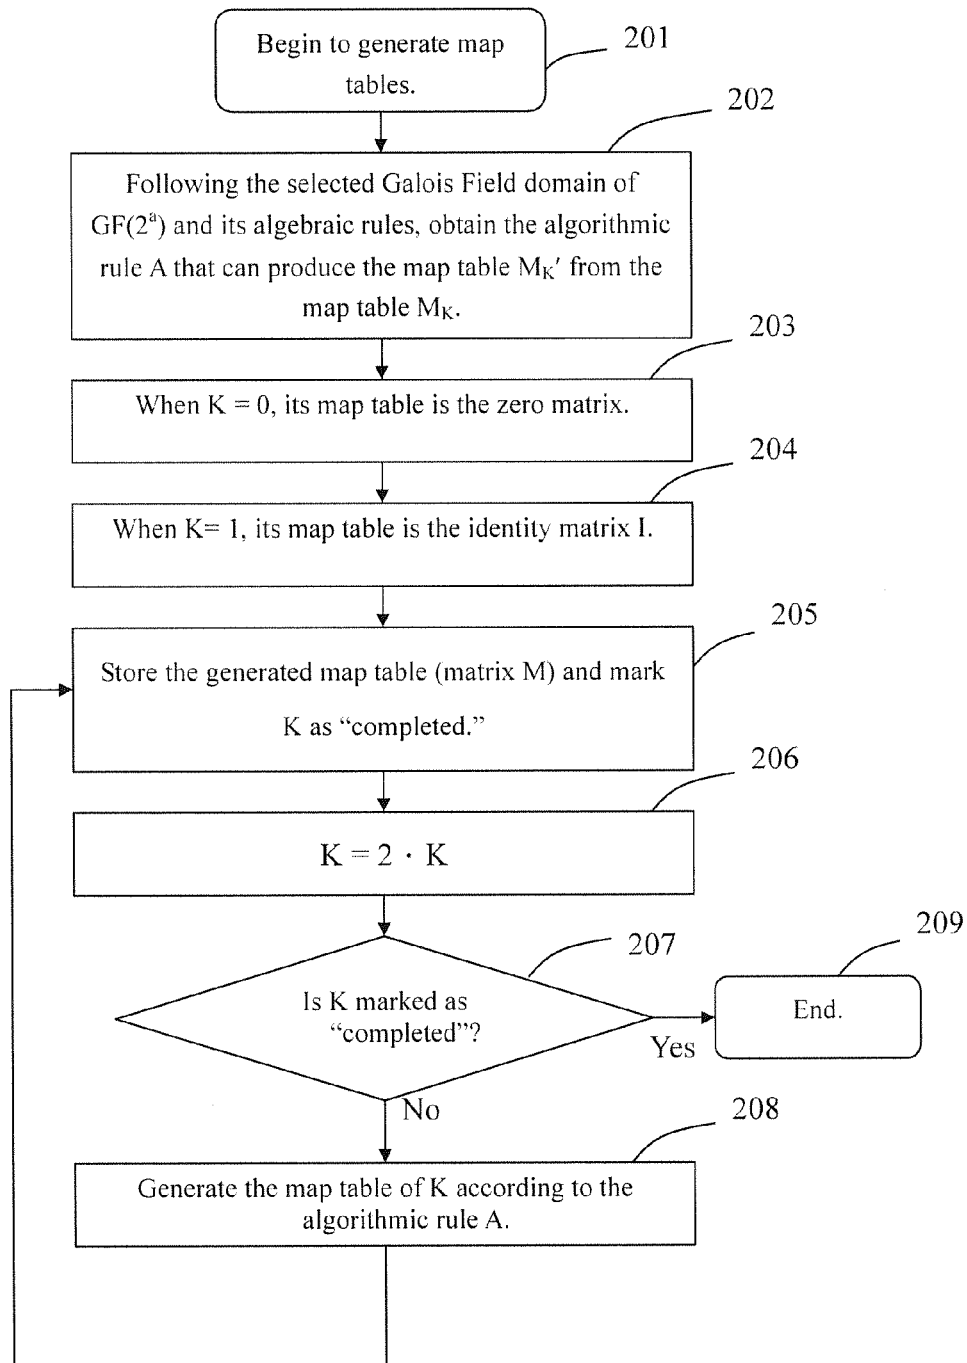 Begin to generate map
tables.
201
202
Following the selected Galois Field domain of
GF(2ᵃ) and its algebraic rules, obtain the algorithmic
rule A that can produce the map table M_K′ from the
map table M_K.
203
When K = 0, its map table is the zero matrix.
204
When K= 1, its map table is the identity matrix I.
205
Store the generated map table (matrix M) and mark
K as “completed.”
206
K = 2 · K
207
Is K marked as
“completed”?
209
End.
Yes
No
208
Generate the map table of K according to the
algorithmic rule A.